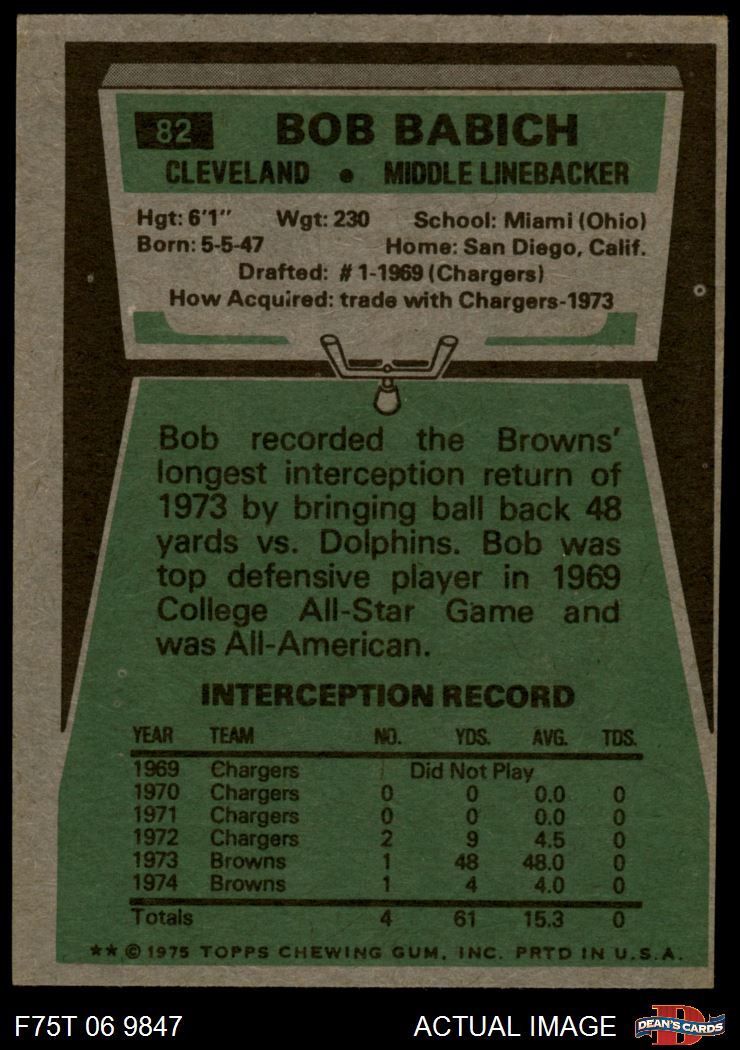 82 BOB BABICH
CLEVELAND • MIDDLE LINEBACKER
Hgt: 6'1" Wgt: 230 School: Miami (Ohio)
Born: 5-5-47 Home: San Diego, Calif.
Drafted: #1-1969 (Chargers)
How Acquired: trade with Chargers-1973
Bob recorded the Browns'
longest interception return of
1973 by bringing ball back 48
yards vs. Dolphins. Bob was
top defensive player in 1969
College All-Star Game and
was All-American.
INTERCEPTION RECORD
YEAR TEAM NO. YDS. AVG. TDS.
1969 Chargers Did Not Play
1970 Chargers 0 0 0.0 0
1971 Chargers 0 0 0.0 0
1972 Chargers 2 9 4.5 0
1973 Browns 1 48 48.0 0
1974 Browns 1 4 4.0 0
Totals 4 61 15.3 0
** © 1975 TOPPS CHEWING GUM, INC. PRTD IN U.S.A.
F75T 06 9847 ACTUAL IMAGE D DEAN'S CARDS